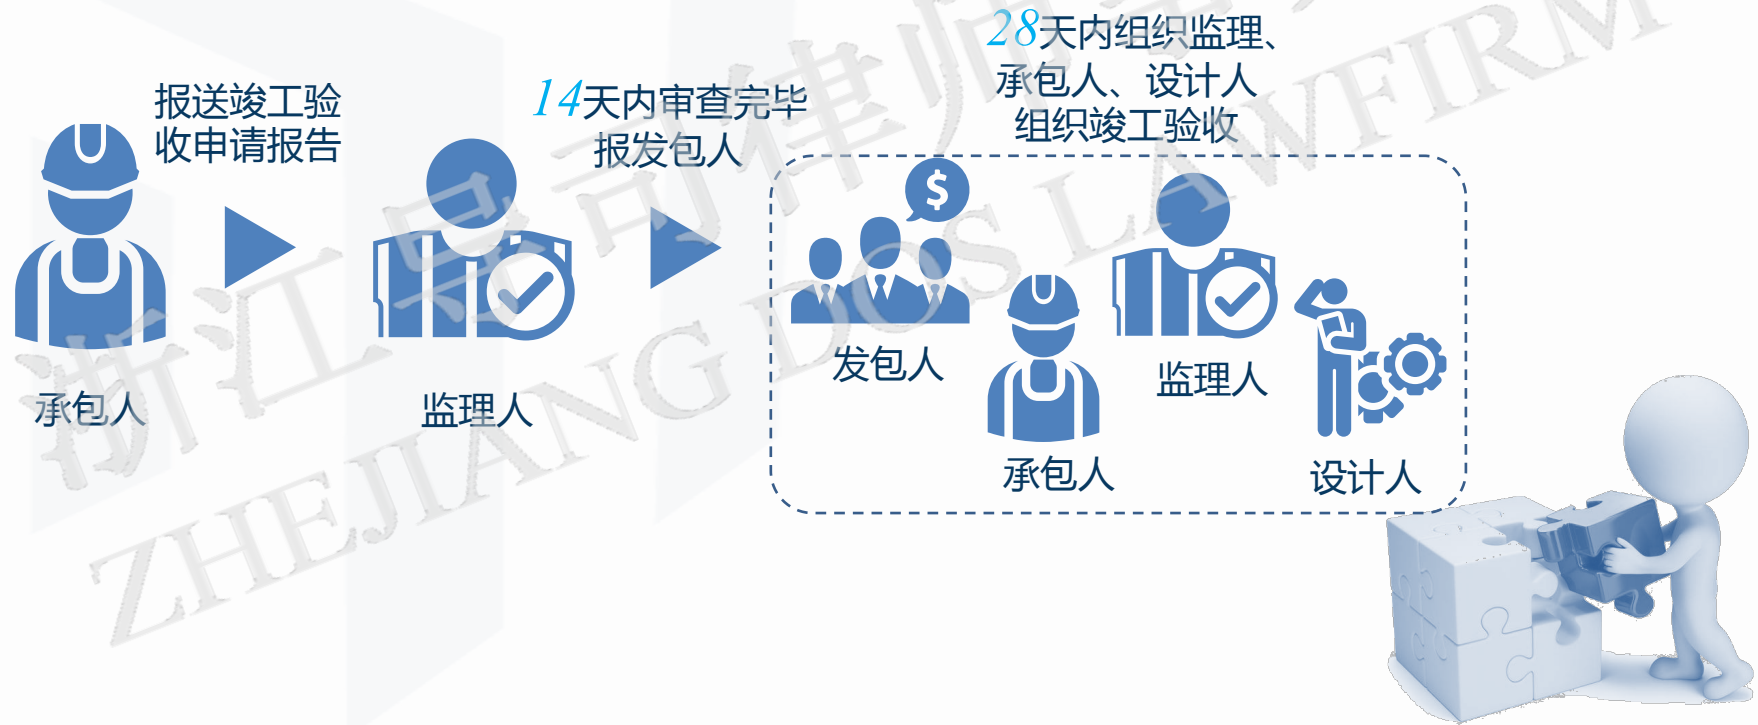 报送竣工验
收申请报告
承包人
14天内审查完毕
报发包人
监理人
28天内组织监理、
承包人、设计人
组织竣工验收
$
发包人
承包人
监理人
设计人
ZHEJIANG DOS LAWFIRM